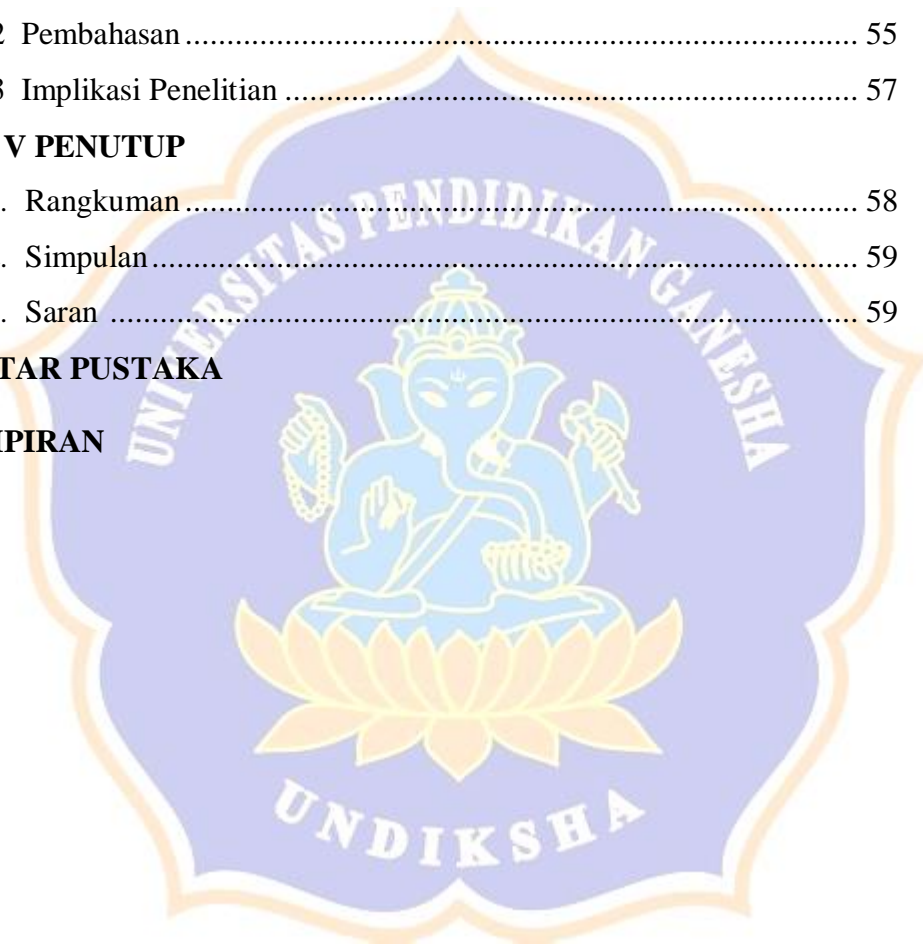 2 Pembahasan ................................................................................ 55
3 Implikasi Penelitian .................................................................... 57
V PENUTUP
. Rangkuman ................................................................................ 58
. Simpulan .................................................................................... 59
. Saran ......................................................................................... 59
TAR PUSTAKA
IPIRAN
UNIVERSITAS PENDIDIKAN GANESHA
UNDIKSHA